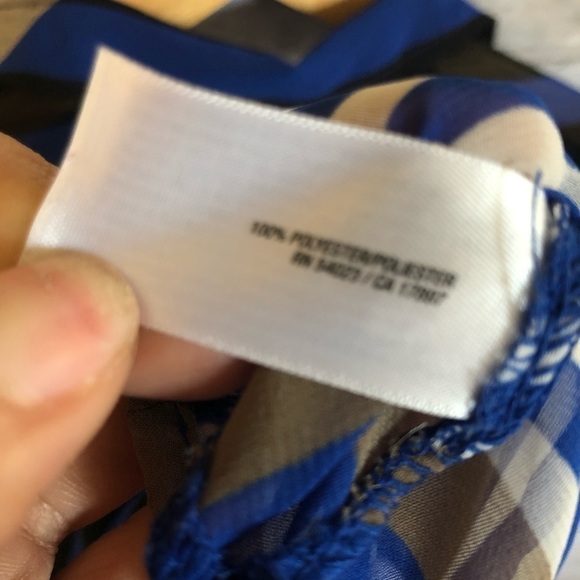 100% POLYESTER/POLIESTER
RN 54023 / CA 17897